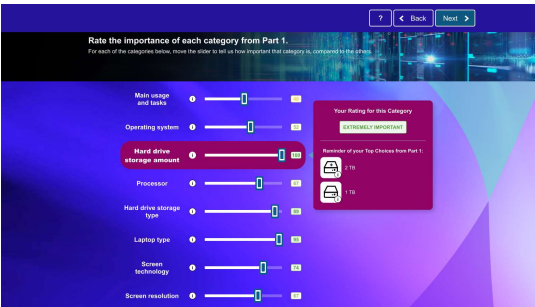 ?
Back
Next
Rate the importance of each category from Part 1.
For each of the categories below, move the slider to tell us how important that category is, compared to the others.
Main usage
and tasks
Operating system
Hard drive
storage amount
100
Processor
Hard drive storage
type
Laptop type
Screen
technology
Screen resolution
Your Rating for this Category
EXTREMELY IMPORTANT
Reminder of your Top Choices from Part 1:
2 TB
1 TB